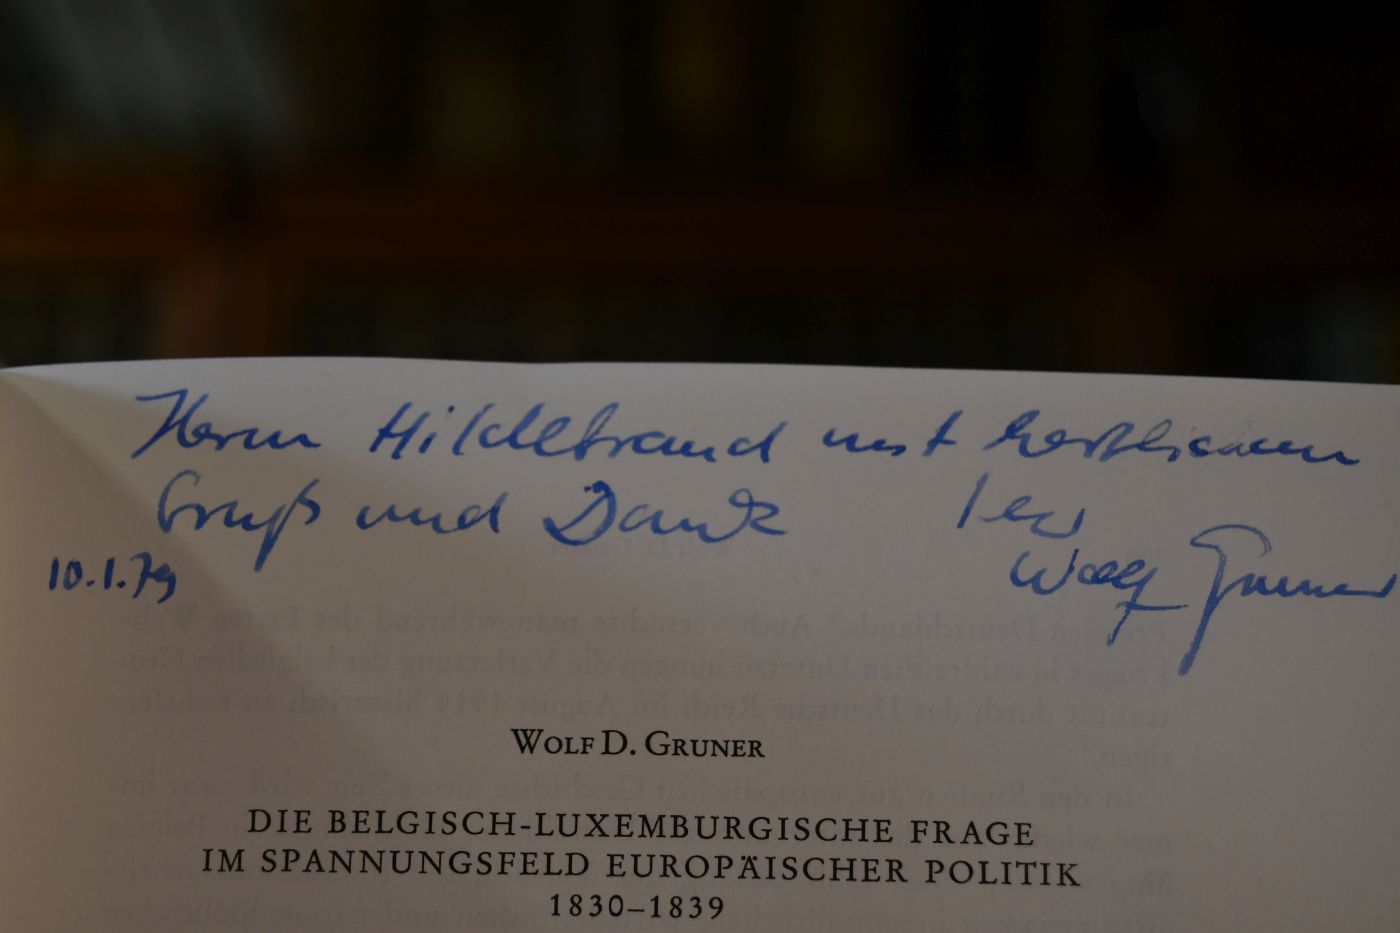 Herrn Hildebrand mit herzlichem
Gruß und Dank Ihr
10.1.79 Wolf Gruner
WOLF D. GRUNER
DIE BELGISCH-LUXEMBURGISCHE FRAGE
IM SPANNUNGSFELD EUROPÄISCHER POLITIK
1830–1839